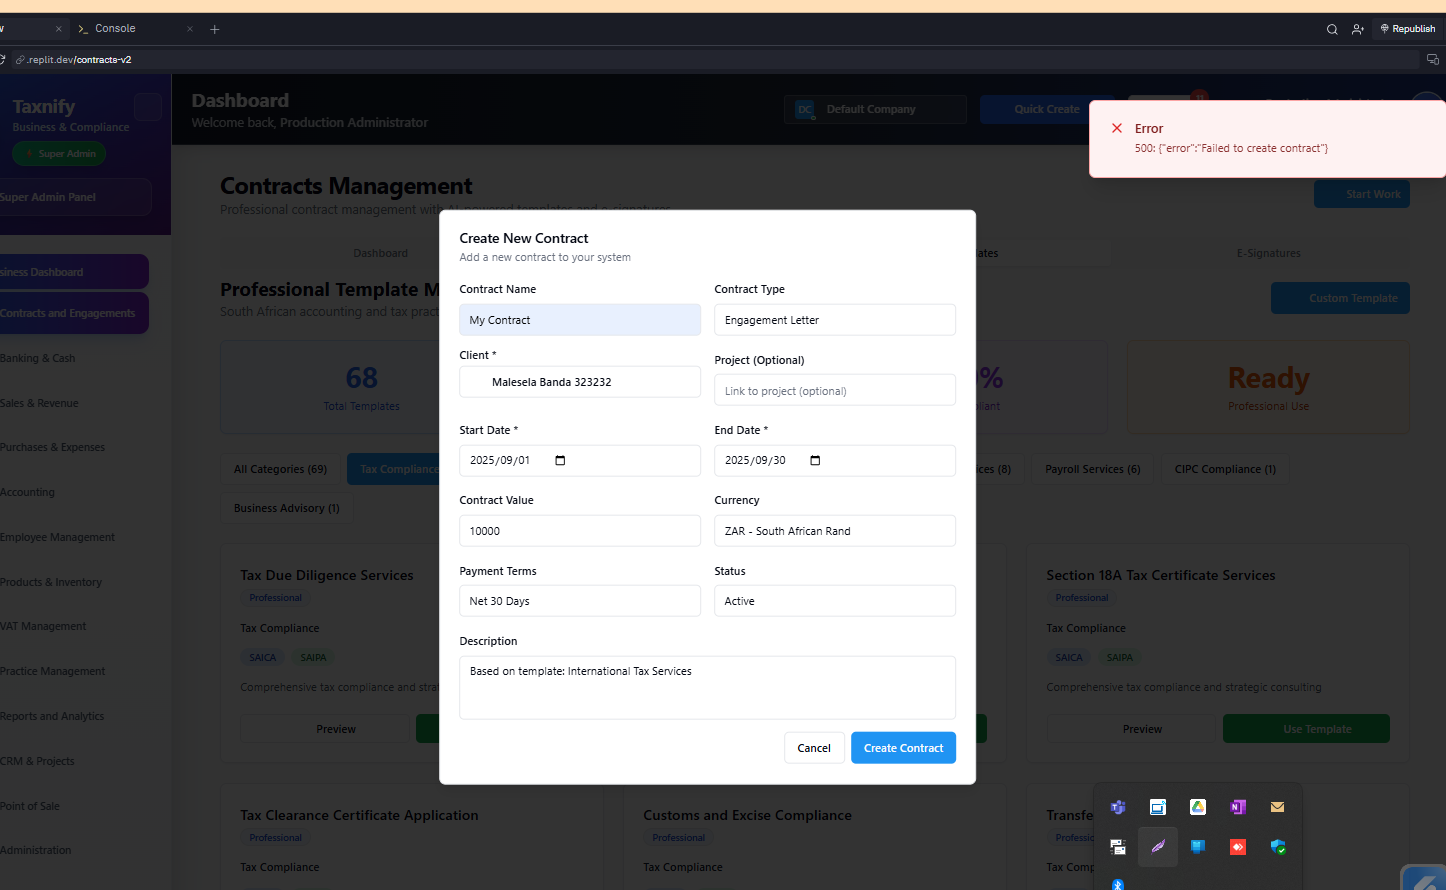 Console
Republish
.replit.dev/contracts-v2
Taxnify
Business & Compliance
Super Admin
Super Admin Panel
Dashboard
Welcome back, Production Administrator
DC Default Company
Quick Create
Error
500: {"error":"Failed to create contract"}
Contracts Management
Professional contract management with AI-powered templates and e-signatures
Start Work
Dashboard
E-Signatures
Professional Template M
South African accounting and tax pract
Custom Template
siness Dashboard
Contracts and Engagements
Banking & Cash
Sales & Revenue
Purchases & Expenses
Accounting
Employee Management
Products & Inventory
VAT Management
Practice Management
Reports and Analytics
CRM & Projects
Point of Sale
Administration
68
Total Templates
%
liant
Ready
Professional Use
All Categories (69)
Tax Compliance
ices (8)
Payroll Services (6)
CIPC Compliance (1)
Business Advisory (1)
Create New Contract
Add a new contract to your system
Contract Name
Contract Type
My Contract
Engagement Letter
Client *
Project (Optional)
Malesela Banda 323232
Link to project (optional)
Start Date *
End Date *
2025/09/01
2025/09/30
Contract Value
Currency
10000
ZAR - South African Rand
Payment Terms
Status
Net 30 Days
Active
Description
Based on template: International Tax Services
Cancel
Create Contract
Tax Due Diligence Services
Professional
Tax Compliance
SAICA SAIPA
Comprehensive tax compliance and strat
Preview
Section 18A Tax Certificate Services
Professional
Tax Compliance
SAICA SAIPA
Comprehensive tax compliance and strategic consulting
Preview
Use Template
Tax Clearance Certificate Application
Professional
Tax Compliance
Customs and Excise Compliance
Professional
Tax Compliance
Transfe
Professio
Tax Comp